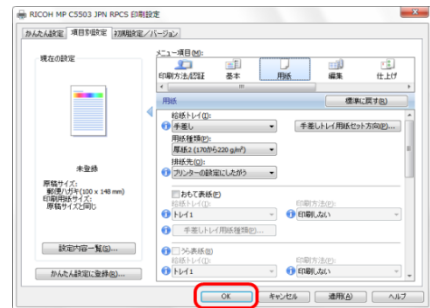 RICOH MP C5503 JPN RPCS 印刷設定
かんたん設定 項目別設定 初期設定／バージョン
現在の設定
未登録
原稿サイズ:
郵便ハガキ(100 x 148 mm)
印刷用紙サイズ:
原稿サイズと同じ
設定内容一覧(S)...
かんたん設定に登録(R)...
メニュー項目(M):
印刷方法/認証 基本 用紙 編集 仕上げ
用紙
標準に戻す(B)
給紙トレイ(I):
手差し
手差しトレイ用紙セット方向(P)...
用紙種類(P):
厚紙2 (170から220 g/m²)
排紙先(O):
プリンターの設定にしたがう
おもて表紙(F)
給紙トレイ(I):
印刷方法(D):
トレイ1
印刷しない
手差しトレイ用紙種類(P)...
うら表紙(E)
給紙トレイ(L):
印刷方法(D):
トレイ1
印刷しない
OK キャンセル 適用(A) ヘルプ